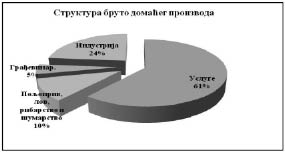 Структура бруто домаћег производа
Индустрија
24%
Грађевинар.
5%
Пољоприв,
лов,
рибарство и
шумарство
10%
Услуге
61%